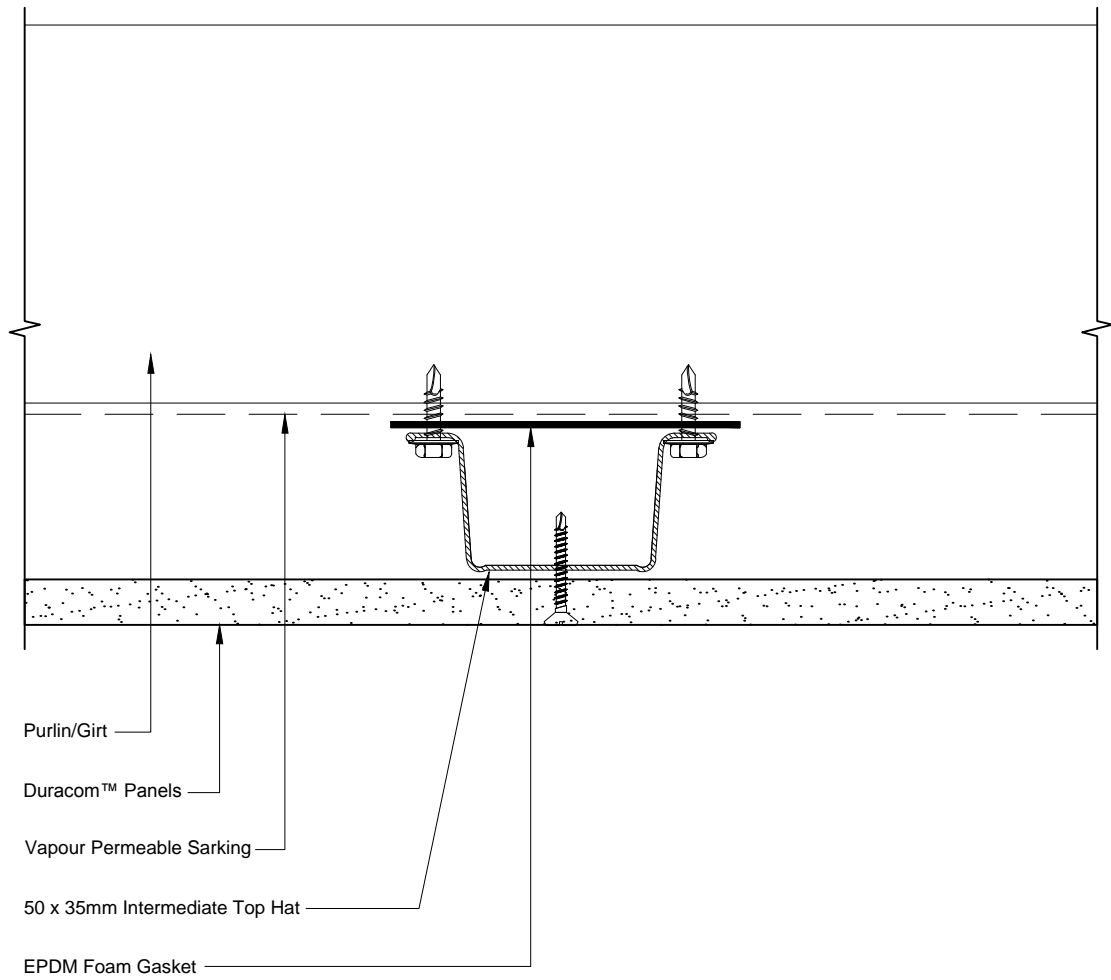 Purlin/Girt
Duracom™ Panels
Vapour Permeable Sarking
50 x 35mm Intermediate Top Hat
EPDM Foam Gasket